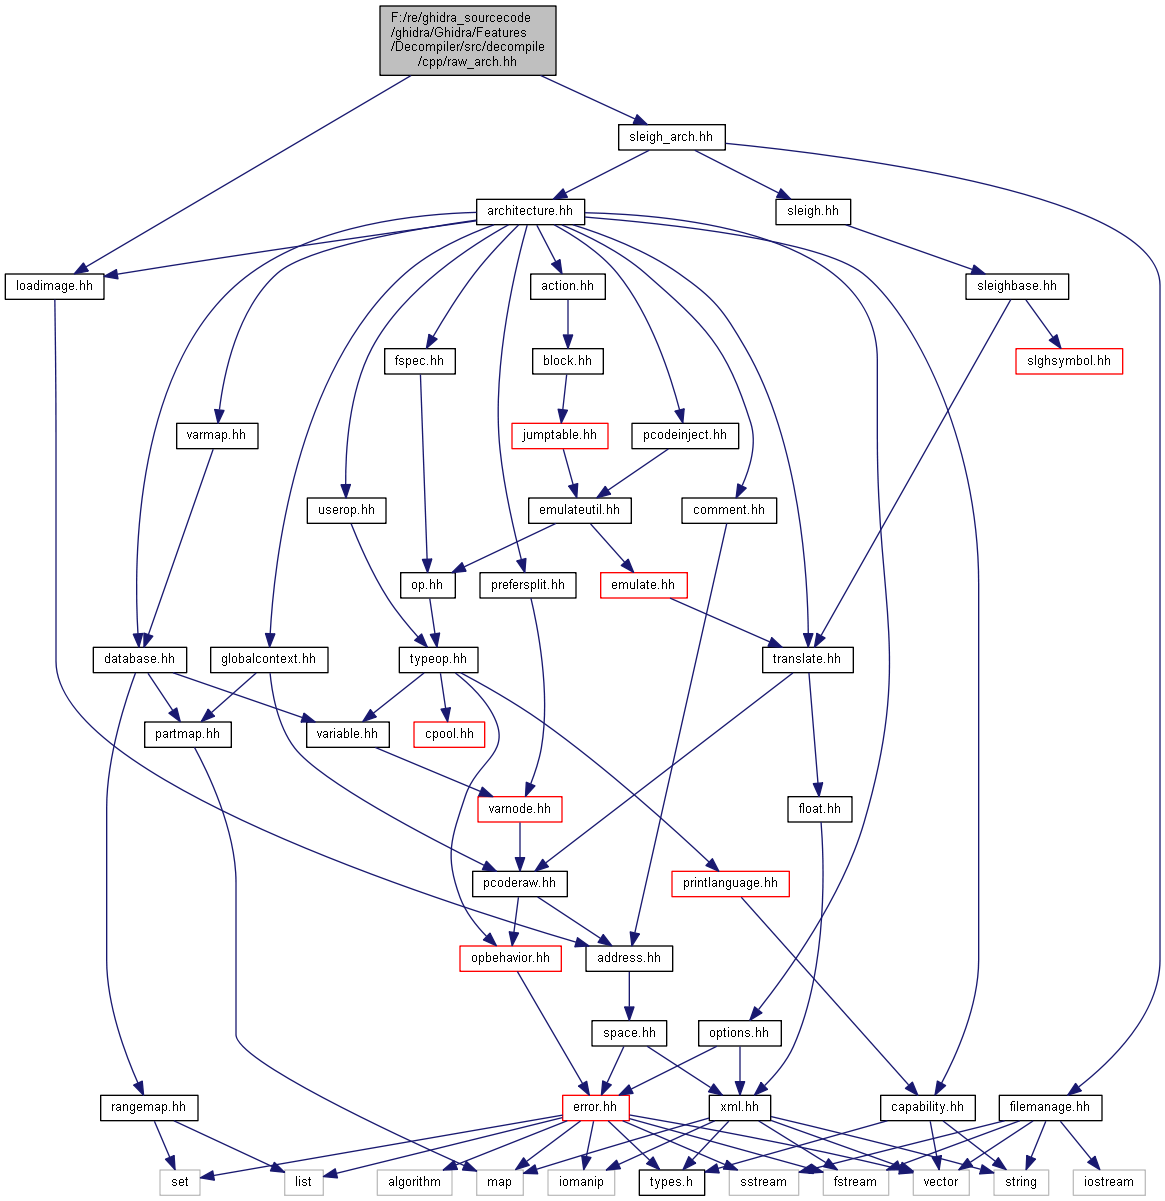 F:/re/ghidra_sourcecode
/ghidra/Ghidra/Features
/Decompiler/src/decompile
/cpp/raw_arch.hh
sleigh_arch.hh
architecture.hh
sleigh.hh
loadimage.hh
action.hh
sleighbase.hh
fspec.hh
block.hh
slghsymbol.hh
varmap.hh
jumptable.hh
pcodeinject.hh
userop.hh
emulateutil.hh
comment.hh
op.hh
prefersplit.hh
emulate.hh
database.hh
globalcontext.hh
typeop.hh
translate.hh
partmap.hh
variable.hh
cpool.hh
varnode.hh
float.hh
pcoderaw.hh
printlanguage.hh
opbehavior.hh
address.hh
space.hh
options.hh
rangemap.hh
error.hh
xml.hh
capability.hh
filemanage.hh
set
list
algorithm
map
iomanip
types.h
sstream
fstream
vector
string
iostream